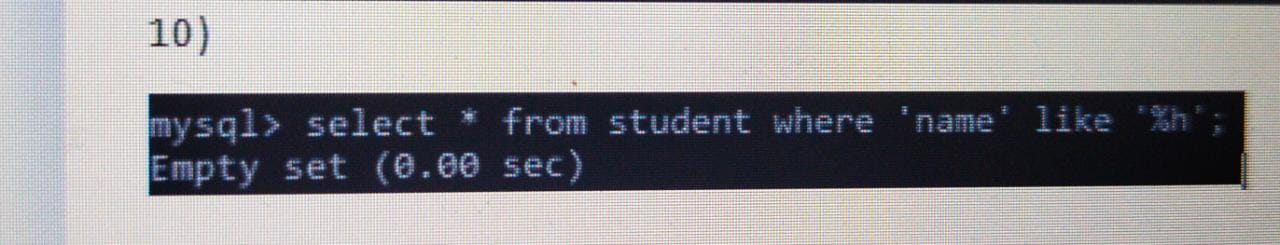 10)
mysql> select * from student where 'name' like '%h';
Empty set (0.00 sec)